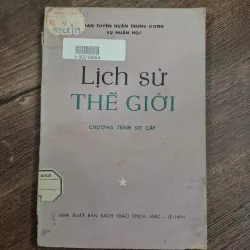 BAN TUYÊN HUẤN TRUNG ƯƠNG
VỤ HUẤN HỌC
Lịch sử
THẾ GIỚI
CHƯƠNG TRÌNH SƠ CẤP
NHÀ XUẤT BẢN SÁCH GIÁO KHOA MÁC - LÊ-NIN